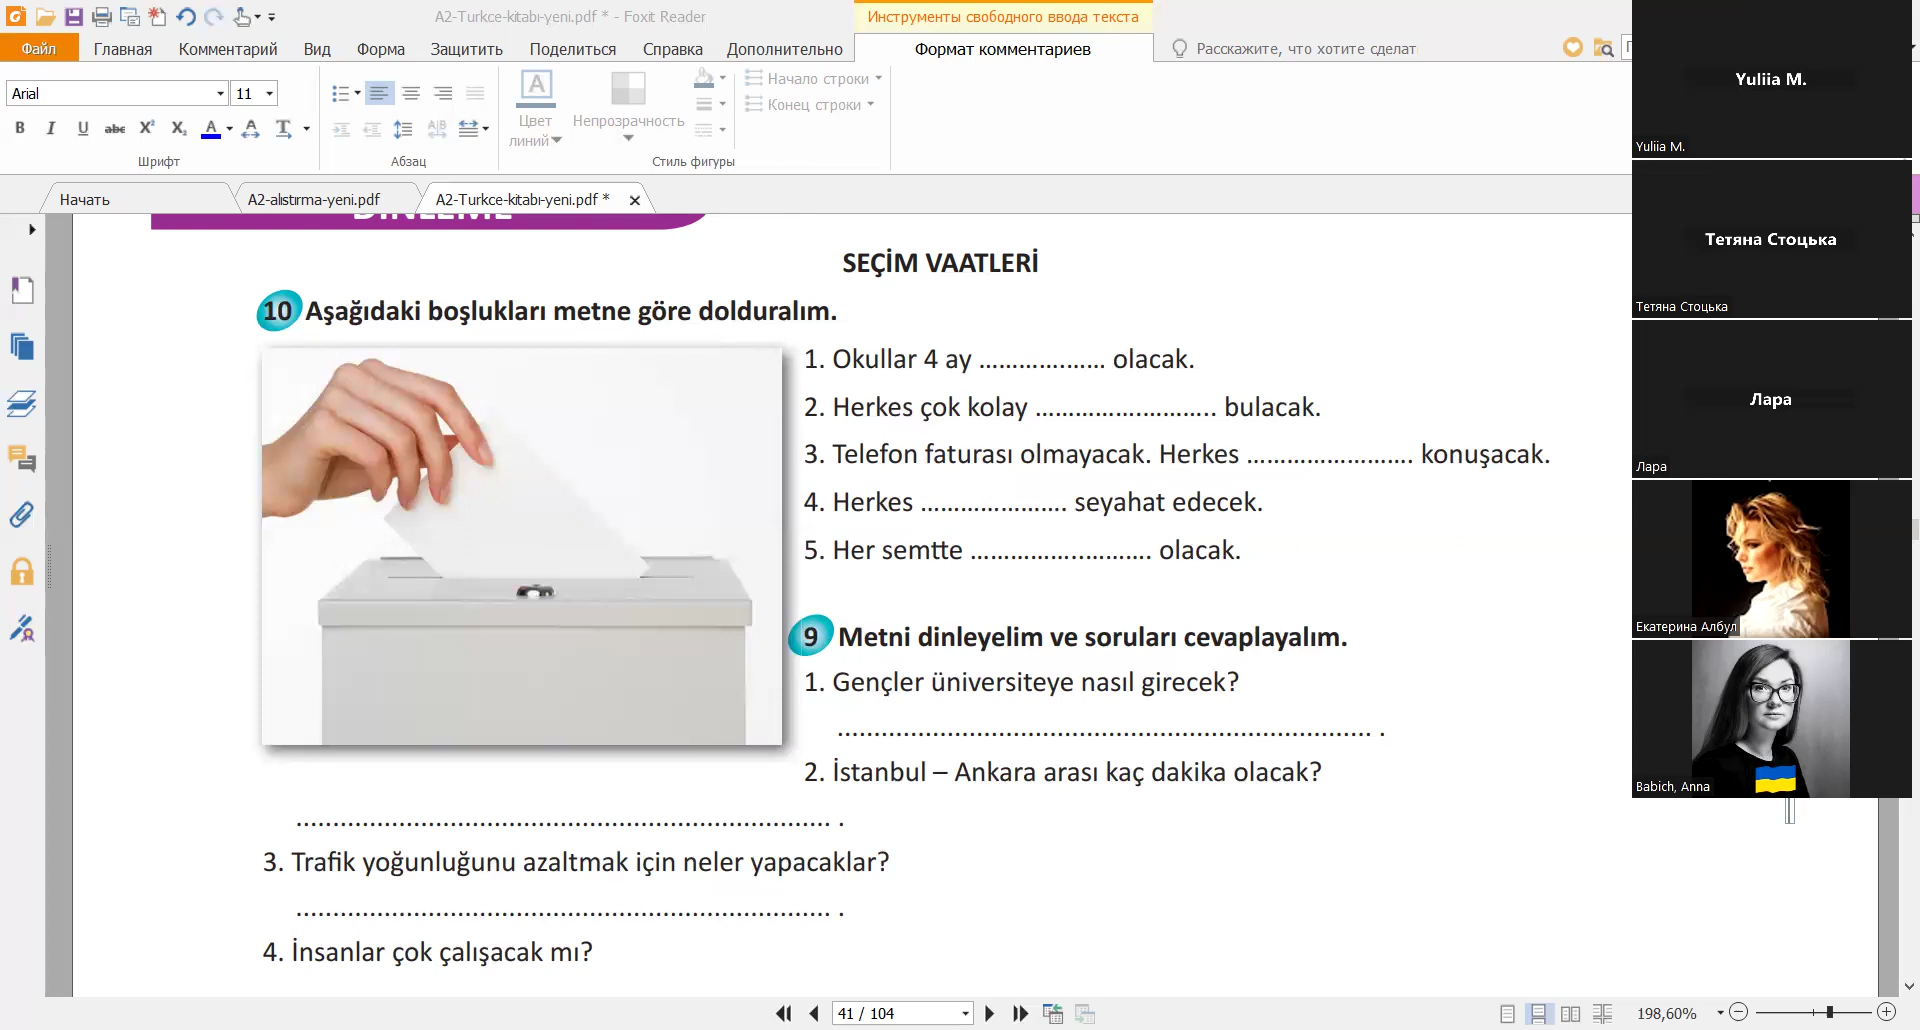 A2-Turkce-kitabı-yeni.pdf * - Foxit Reader
Инструменты свободного ввода текста
Файл
Главная
Комментарий
Вид
Форма
Защитить
Поделиться
Справка
Дополнительно
Формат комментариев
Расскажите, что хотите сделат
Arial
11
Шрифт
Абзац
Цвет линий
Непрозрачность
Начало строки
Конец строки
Стиль фигуры
Начать
A2-alıstırma-yeni.pdf
A2-Turkce-kitabı-yeni.pdf *
DİNLEME
SEÇİM VAATLERİ
10 Aşağıdaki boşlukları metne göre dolduralım.
1. Okullar 4 ay ………………. olacak.
2. Herkes çok kolay …………………….. bulacak.
3. Telefon faturası olmayacak. Herkes …………………. konuşacak.
4. Herkes ………………. seyahat edecek.
5. Her semtte …………………… olacak.
9 Metni dinleyelim ve soruları cevaplayalım.
1. Gençler üniversiteye nasıl girecek?
......................................................................... .
2. İstanbul – Ankara arası kaç dakika olacak?
......................................................................... .
3. Trafik yoğunluğunu azaltmak için neler yapacaklar?
......................................................................... .
4. İnsanlar çok çalışacak mı?
41 / 104
198,60%
Yuliia M.
Yuliia M.
Тетяна Стоцька
Тетяна Стоцька
Лара
Лара
Екатерина Албул
Babich, Anna